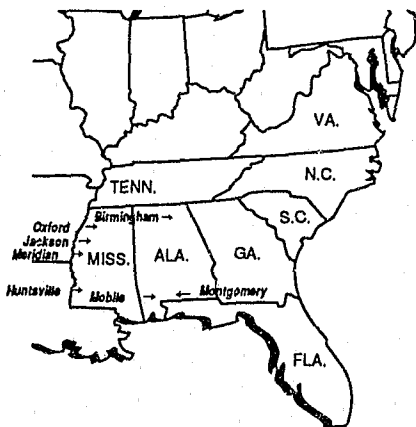 VA.
N.C.
TENN.
S.C.
Birmingham →
Oxford →
Jackson →
Meridian →
MISS.
ALA.
GA.
Huntsville →
Mobile →
← Montgomery
FLA.